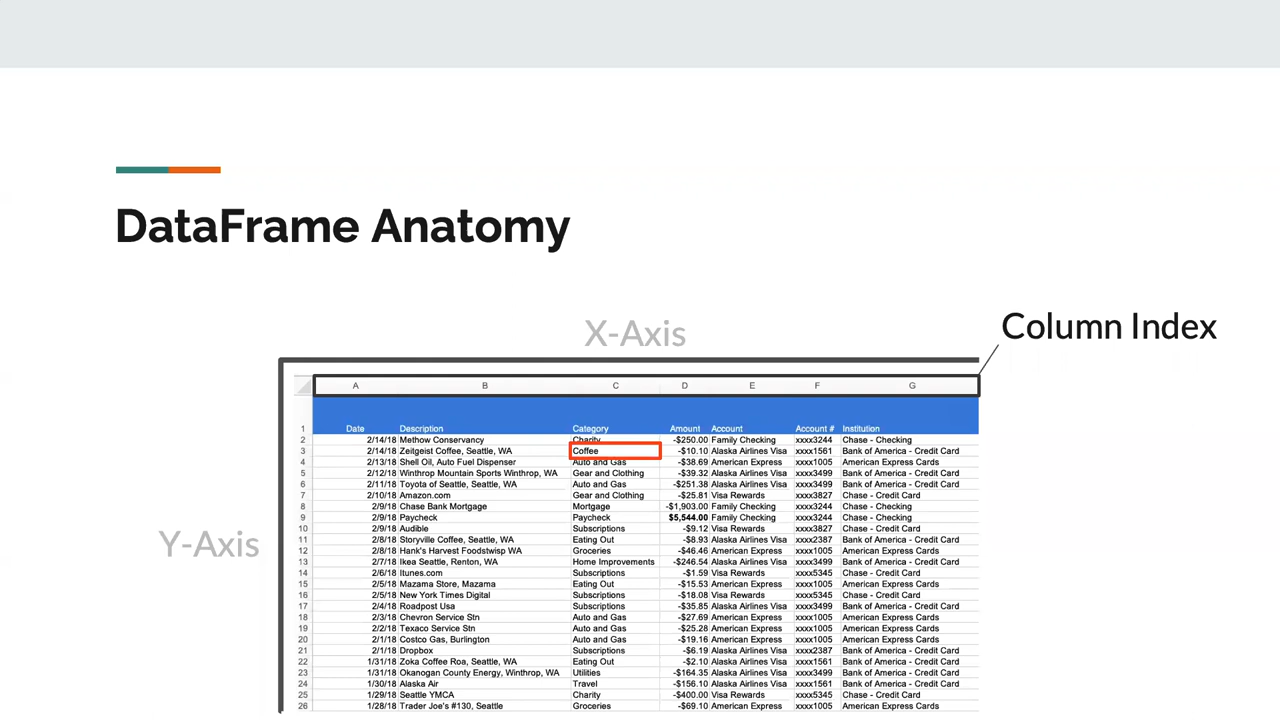 DataFrame Anatomy
X-Axis
Column Index
Y-Axis
A B C D E F G
1 Date Description Category Amount Account Account # Institution
2 2/14/18 Methow Conservancy Charity -$250.00 Family Checking xxxx3244 Chase - Checking
3 2/14/18 Zeitgeist Coffee, Seattle, WA Coffee -$10.10 Alaska Airlines Visa xxxx1561 Bank of America - Credit Card
4 2/13/18 Shell Oil, Auto Fuel Dispenser Auto and Gas -$38.69 American Express xxxx1005 American Express Cards
5 2/12/18 Winthrop Mountain Sports Winthrop, WA Gear and Clothing -$39.32 Alaska Airlines Visa xxxx3499 Bank of America - Credit Card
6 2/11/18 Toyota of Seattle, Seattle, WA Auto and Gas -$251.38 Alaska Airlines Visa xxxx3499 Bank of America - Credit Card
7 2/10/18 Amazon.com Gear and Clothing -$25.81 Visa Rewards xxxx3827 Chase - Credit Card
8 2/9/18 Chase Bank Mortgage Mortgage -$1,903.00 Family Checking xxxx3244 Chase - Checking
9 2/9/18 Paycheck Paycheck $5,544.00 Family Checking xxxx3244 Chase - Checking
10 2/9/18 Audible Subscriptions -$9.12 Visa Rewards xxxx3827 Chase - Credit Card
11 2/8/18 Storyville Coffee, Seattle, WA Eating Out -$8.93 Alaska Airlines Visa xxxx2387 Bank of America - Credit Card
12 2/8/18 Hank's Harvest Foodstwisp WA Groceries -$46.46 American Express xxxx1005 American Express Cards
13 2/7/18 Ikea Seattle, Renton, WA Home Improvements -$246.54 Alaska Airlines Visa xxxx3499 Bank of America - Credit Card
14 2/6/18 Itunes.com Subscriptions -$1.59 Visa Rewards xxxx5345 Chase - Credit Card
15 2/5/18 Mazama Store, Mazama Eating Out -$15.53 American Express xxxx1005 American Express Cards
16 2/5/18 New York Times Digital Subscriptions -$18.08 Visa Rewards xxxx5345 Chase - Credit Card
17 2/4/18 Roadpost Usa Subscriptions -$35.85 Alaska Airlines Visa xxxx3499 Bank of America - Credit Card
18 2/3/18 Chevron Service Stn Auto and Gas -$27.69 American Express xxxx1005 American Express Cards
19 2/2/18 Texaco Service Stn Auto and Gas -$25.28 American Express xxxx1005 American Express Cards
20 2/1/18 Costco Gas, Burlington Auto and Gas -$19.16 American Express xxxx1005 American Express Cards
21 2/1/18 Dropbox Subscriptions -$6.19 Alaska Airlines Visa xxxx2387 Bank of America - Credit Card
22 1/31/18 Zoka Coffee Roa, Seattle, WA Eating Out -$2.10 Alaska Airlines Visa xxxx1561 Bank of America - Credit Card
23 1/31/18 Okanogan County Energy, Winthrop, WA Utilities -$164.35 Alaska Airlines Visa xxxx3499 Bank of America - Credit Card
24 1/30/18 Alaska Air Travel -$156.10 Alaska Airlines Visa xxxx1561 Bank of America - Credit Card
25 1/29/18 Seattle YMCA Charity -$400.00 Visa Rewards xxxx5345 Chase - Credit Card
26 1/28/18 Trader Joe's #130, Seattle Groceries -$69.10 American Express xxxx1005 American Express Cards